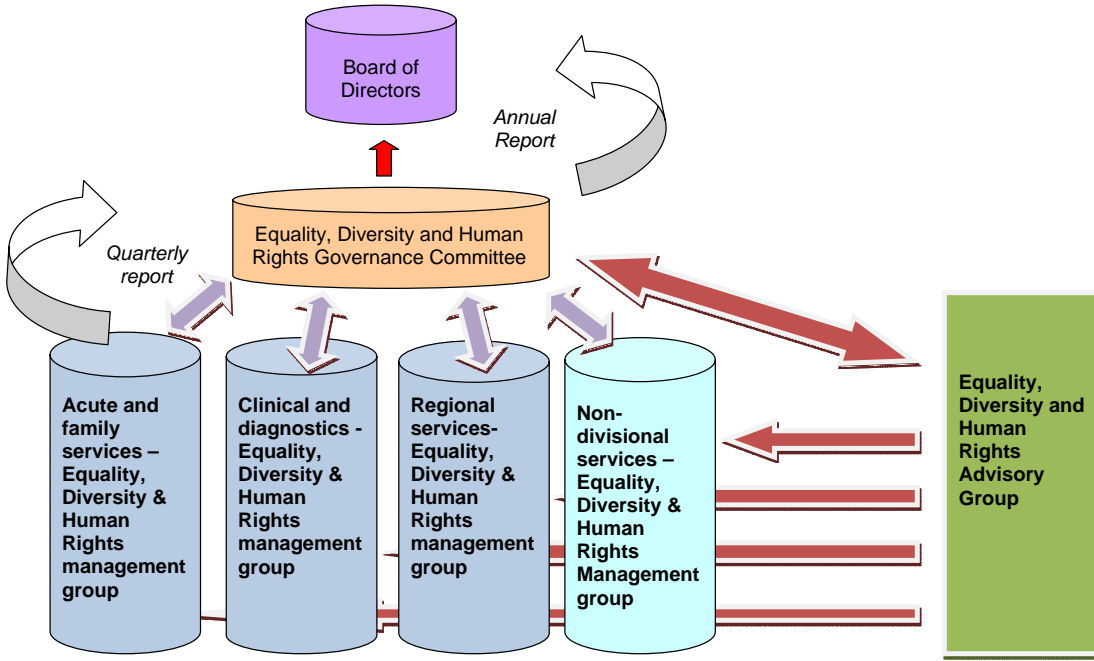 Board of
Directors
Annual
Report
Equality, Diversity and Human
Rights Governance Committee
Quarterly
report
Acute and
family
services –
Equality,
Diversity &
Human
Rights
management
group
Clinical and
diagnostics -
Equality,
Diversity &
Human
Rights
management
group
Regional
services-
Equality,
Diversity &
Human
Rights
management
group
Non-
divisional
services –
Equality,
Diversity &
Human
Rights
Management
group
Equality,
Diversity and
Human
Rights
Advisory
Group